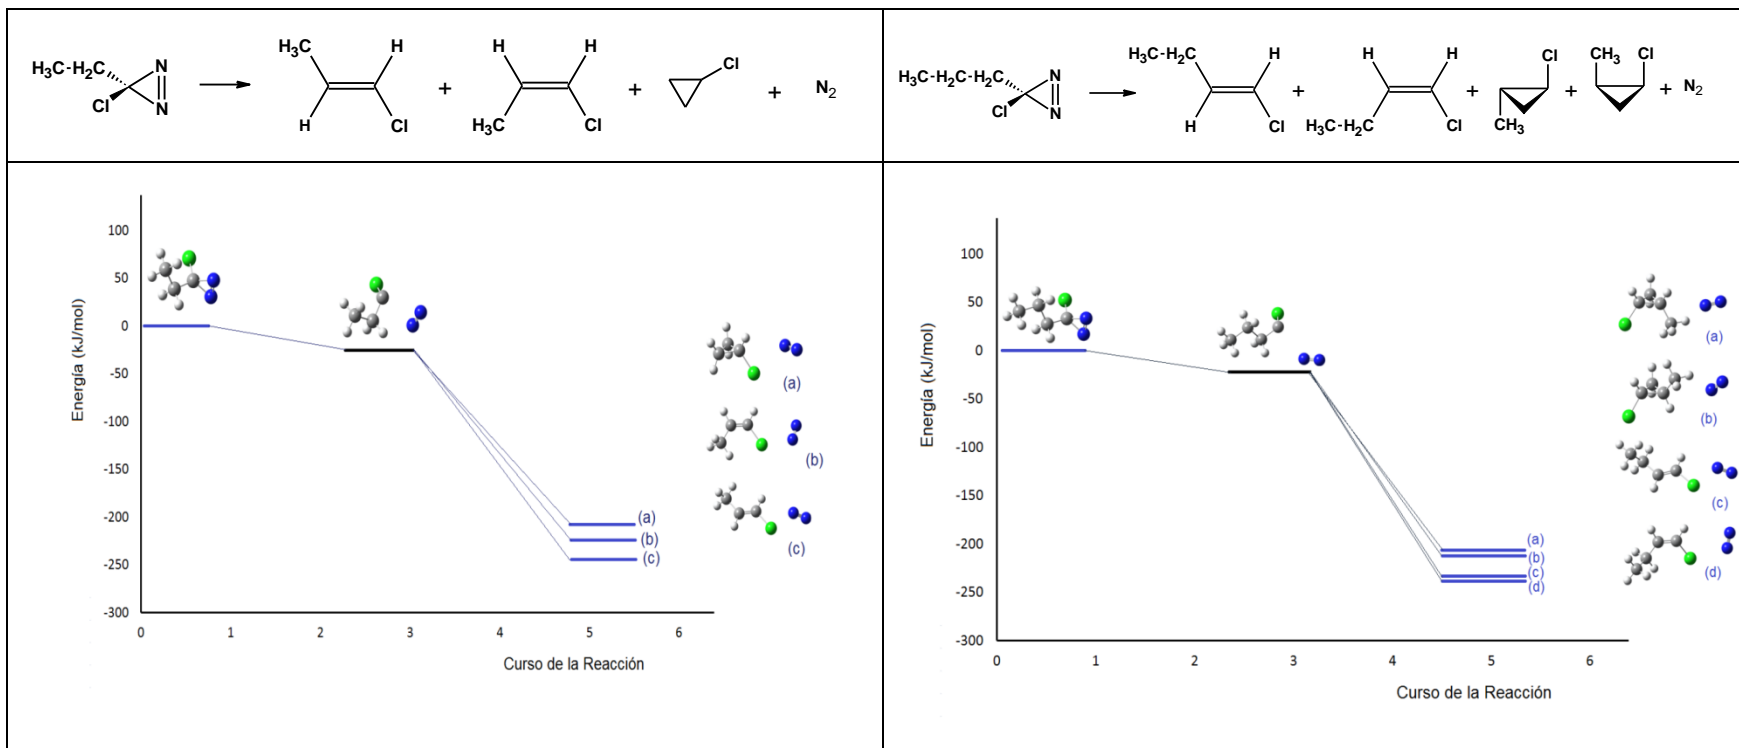 H₃C-H₂C N N Cl → H₃C H H Cl + H H H₃C Cl + Cl + N₂
H₃C-H₂C-H₂C N N Cl → H₃C-H₂C H H Cl + H H H₃C-H₂C Cl + Cl CH₃ + CH₃ Cl + N₂
Energía (kJ/mol)
100
50
0
-50
-100
-150
-200
-250
-300
0 1 2 3 4 5 6
Curso de la Reacción
(a)
(b)
(c)
(a)
(b)
(c)
Energía (kJ/mol)
100
50
0
-50
-100
-150
-200
-250
-300
0 1 2 3 4 5 6
Curso de la Reacción
(a)
(b)
(c)
(d)
(a)
(b)
(c)
(d)